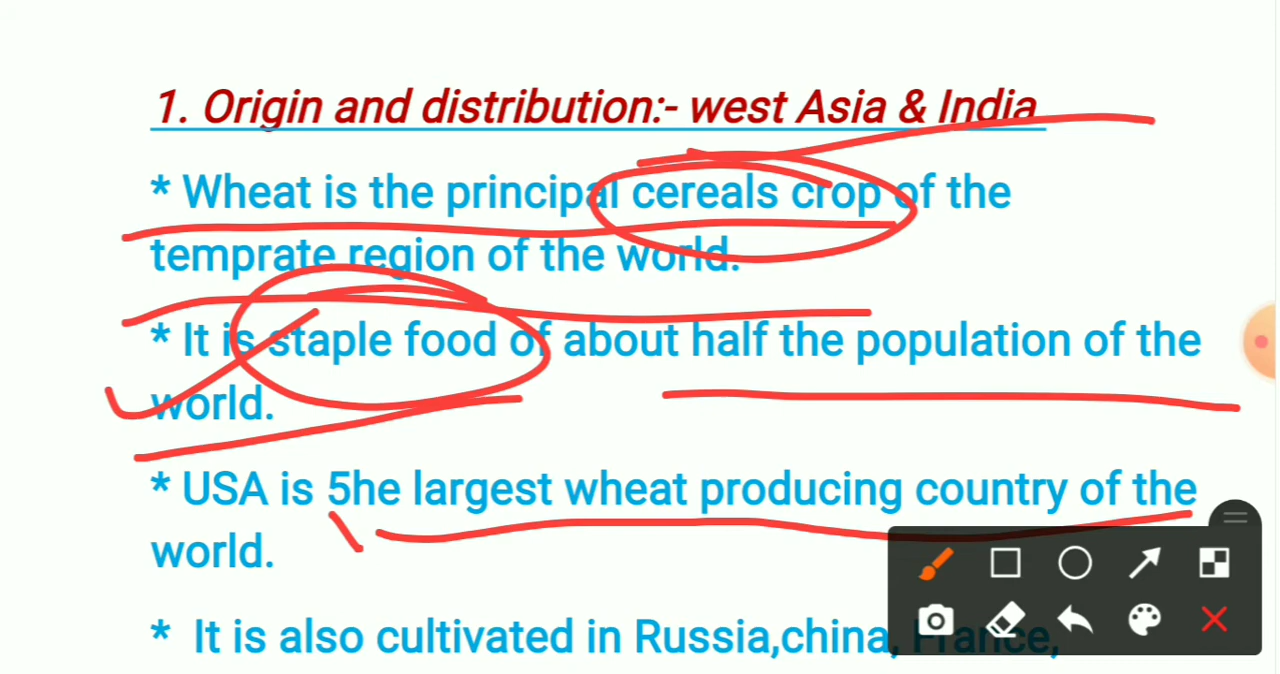 1. Origin and distribution:- west Asia & India
* Wheat is the principal cereals crop of the
temprate region of the world.
* It is staple food of about half the population of the
world.
* USA is 5he largest wheat producing country of the
world.
* It is also cultivated in Russia,china, France,